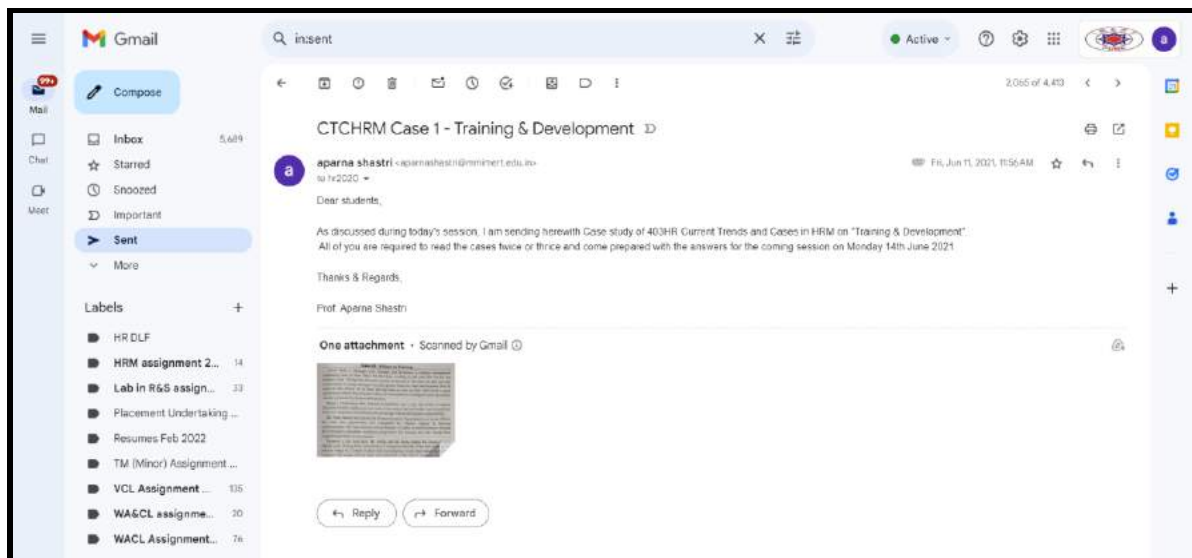 Gmail
in:sent
Active
a
99+
Mail
Chat
Meet
Compose
Inbox 5,689
Starred
Snoozed
Important
Sent
More
Labels
HR DLF
HRM assignment 2... 14
Lab in R&S assign... 33
Placement Undertaking ...
Resumes Feb 2022
TM (Minor) Assignment ...
VCL Assignment ... 135
WA&CL assignme... 20
WACL Assignment... 76
2,065 of 4,413
CTCHRM Case 1 - Training & Development
a
aparna shastri <aparnashastri@mmimert.edu.in>
Fri, Jun 11, 2021, 11:56 AM
to hr2020
Dear students,
As discussed during today's session, I am sending herewith Case study of 403HR Current Trends and Cases in HRM on "Training & Development".
All of you are required to read the cases twice or thrice and come prepared with the answers for the coming session on Monday 14th June 2021
Thanks & Regards,
Prof. Aparna Shastri
One attachment • Scanned by Gmail
Reply
Forward